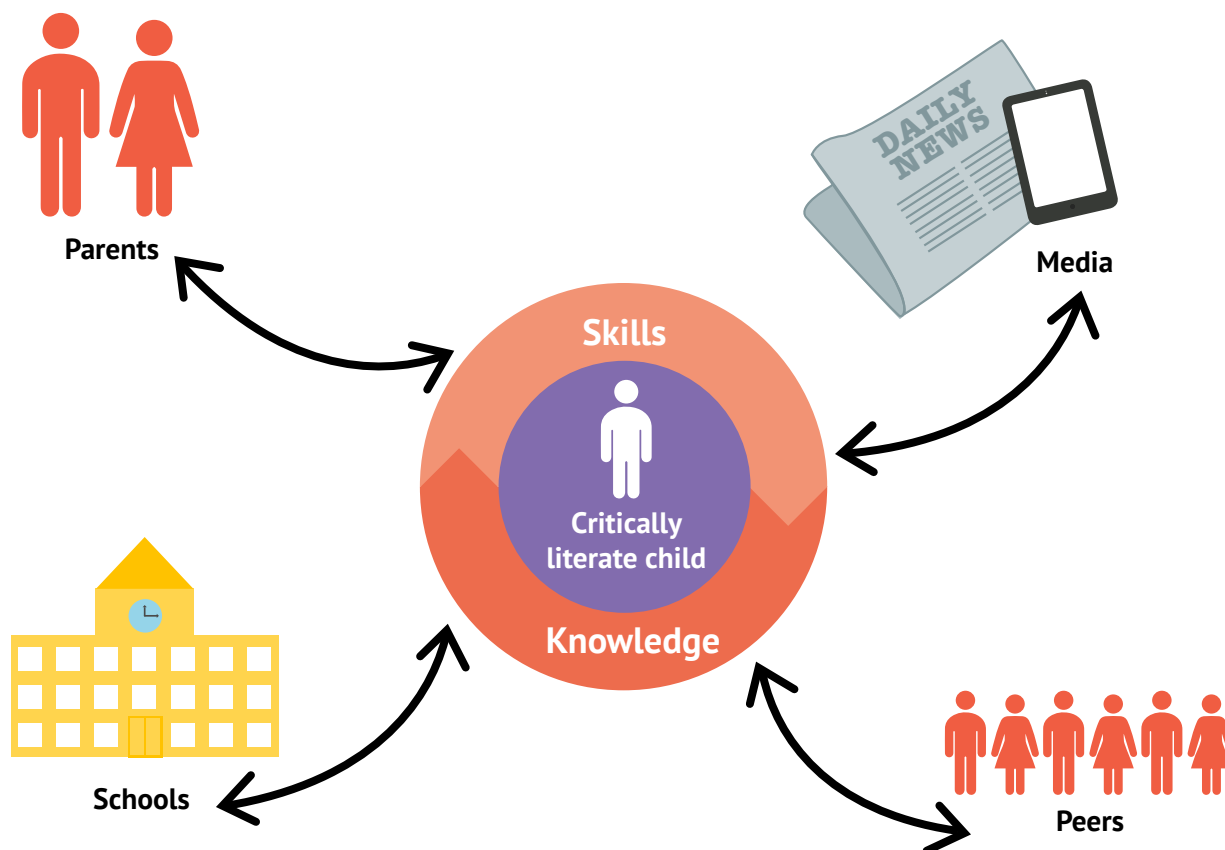 Parents
DAILY
NEWS
Media
Skills
Critically
literate child
Knowledge
Schools
Peers